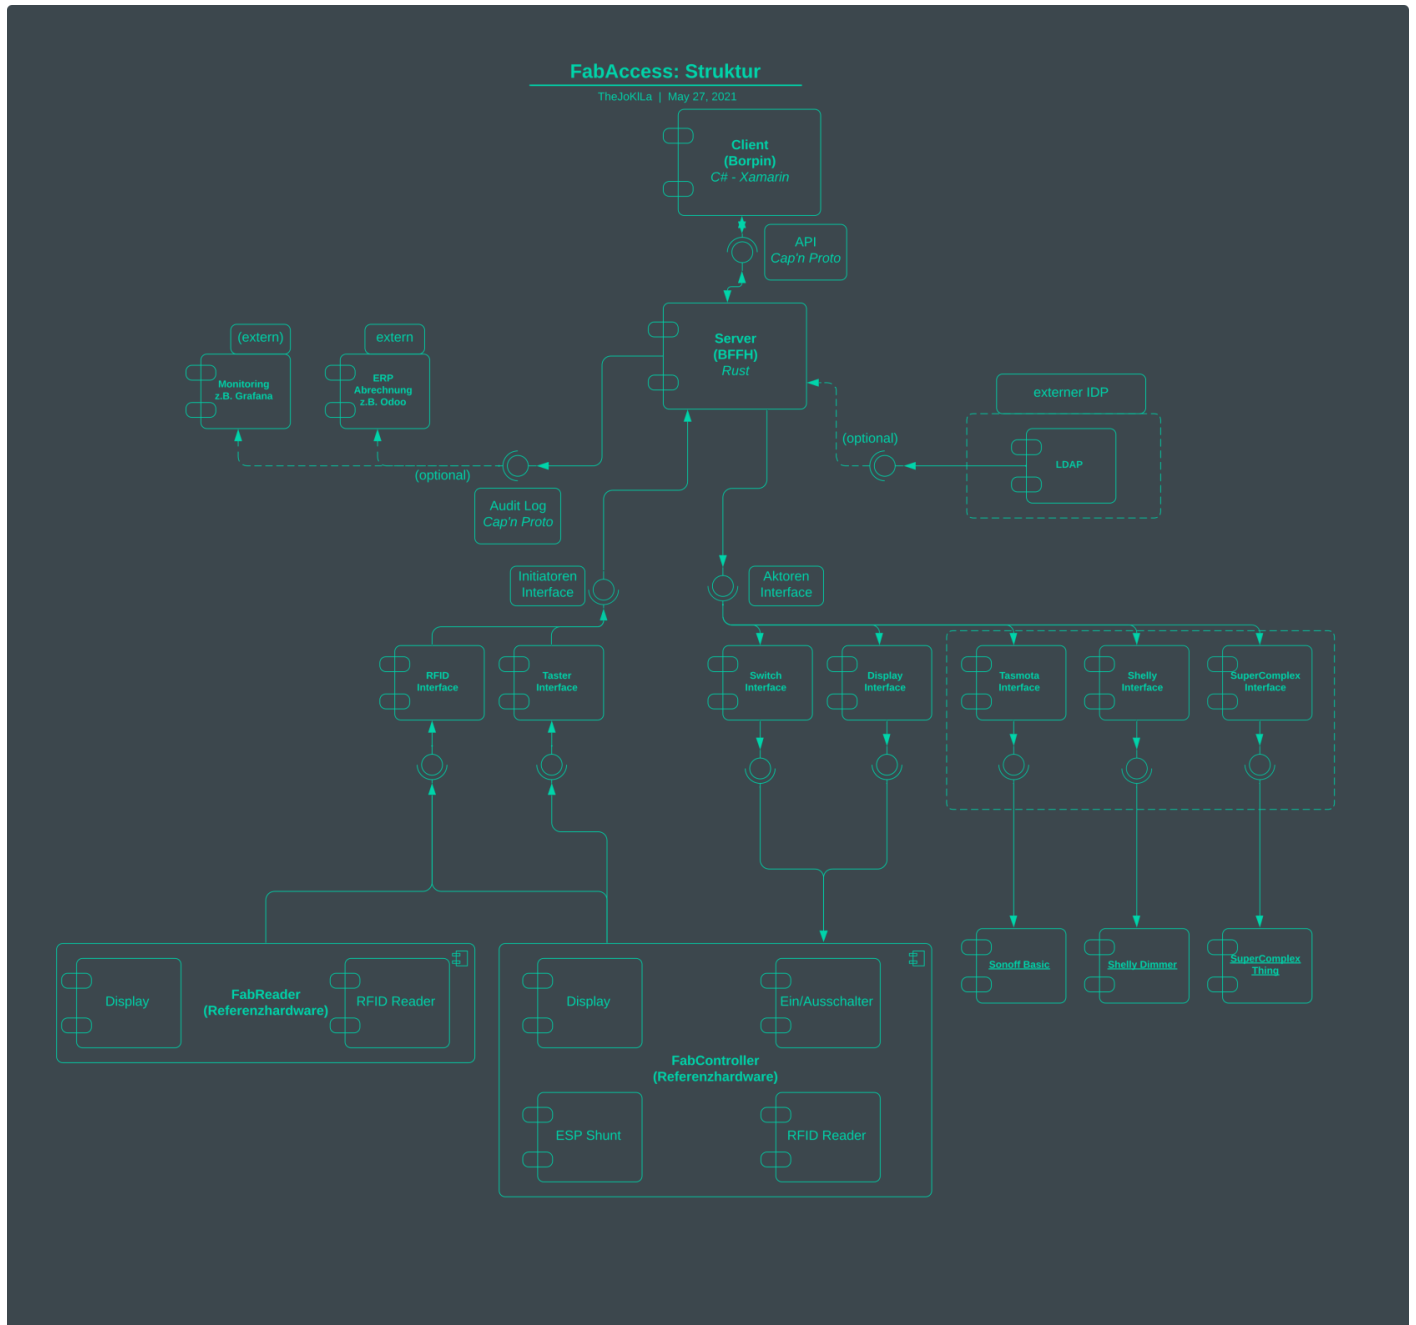 FabAccess: Struktur
TheJoKlLa | May 27, 2021
Client
(Borpin)
C# - Xamarin
API
Cap'n Proto
Server
(BFFH)
Rust
(extern)
extern
Monitoring
z.B. Grafana
ERP
Abrechnung
z.B. Odoo
externer IDP
(optional)
LDAP
(optional)
Audit Log
Cap'n Proto
Initiatoren
Interface
Aktoren
Interface
RFID
Interface
Taster
Interface
Switch
Interface
Display
Interface
Tasmota
Interface
Shelly
Interface
SuperComplex
Interface
Sonoff Basic
Shelly Dimmer
SuperComplex
Thing
Display
FabReader
(Referenzhardware)
RFID Reader
Display
Ein/Ausschalter
FabController
(Referenzhardware)
ESP Shunt
RFID Reader